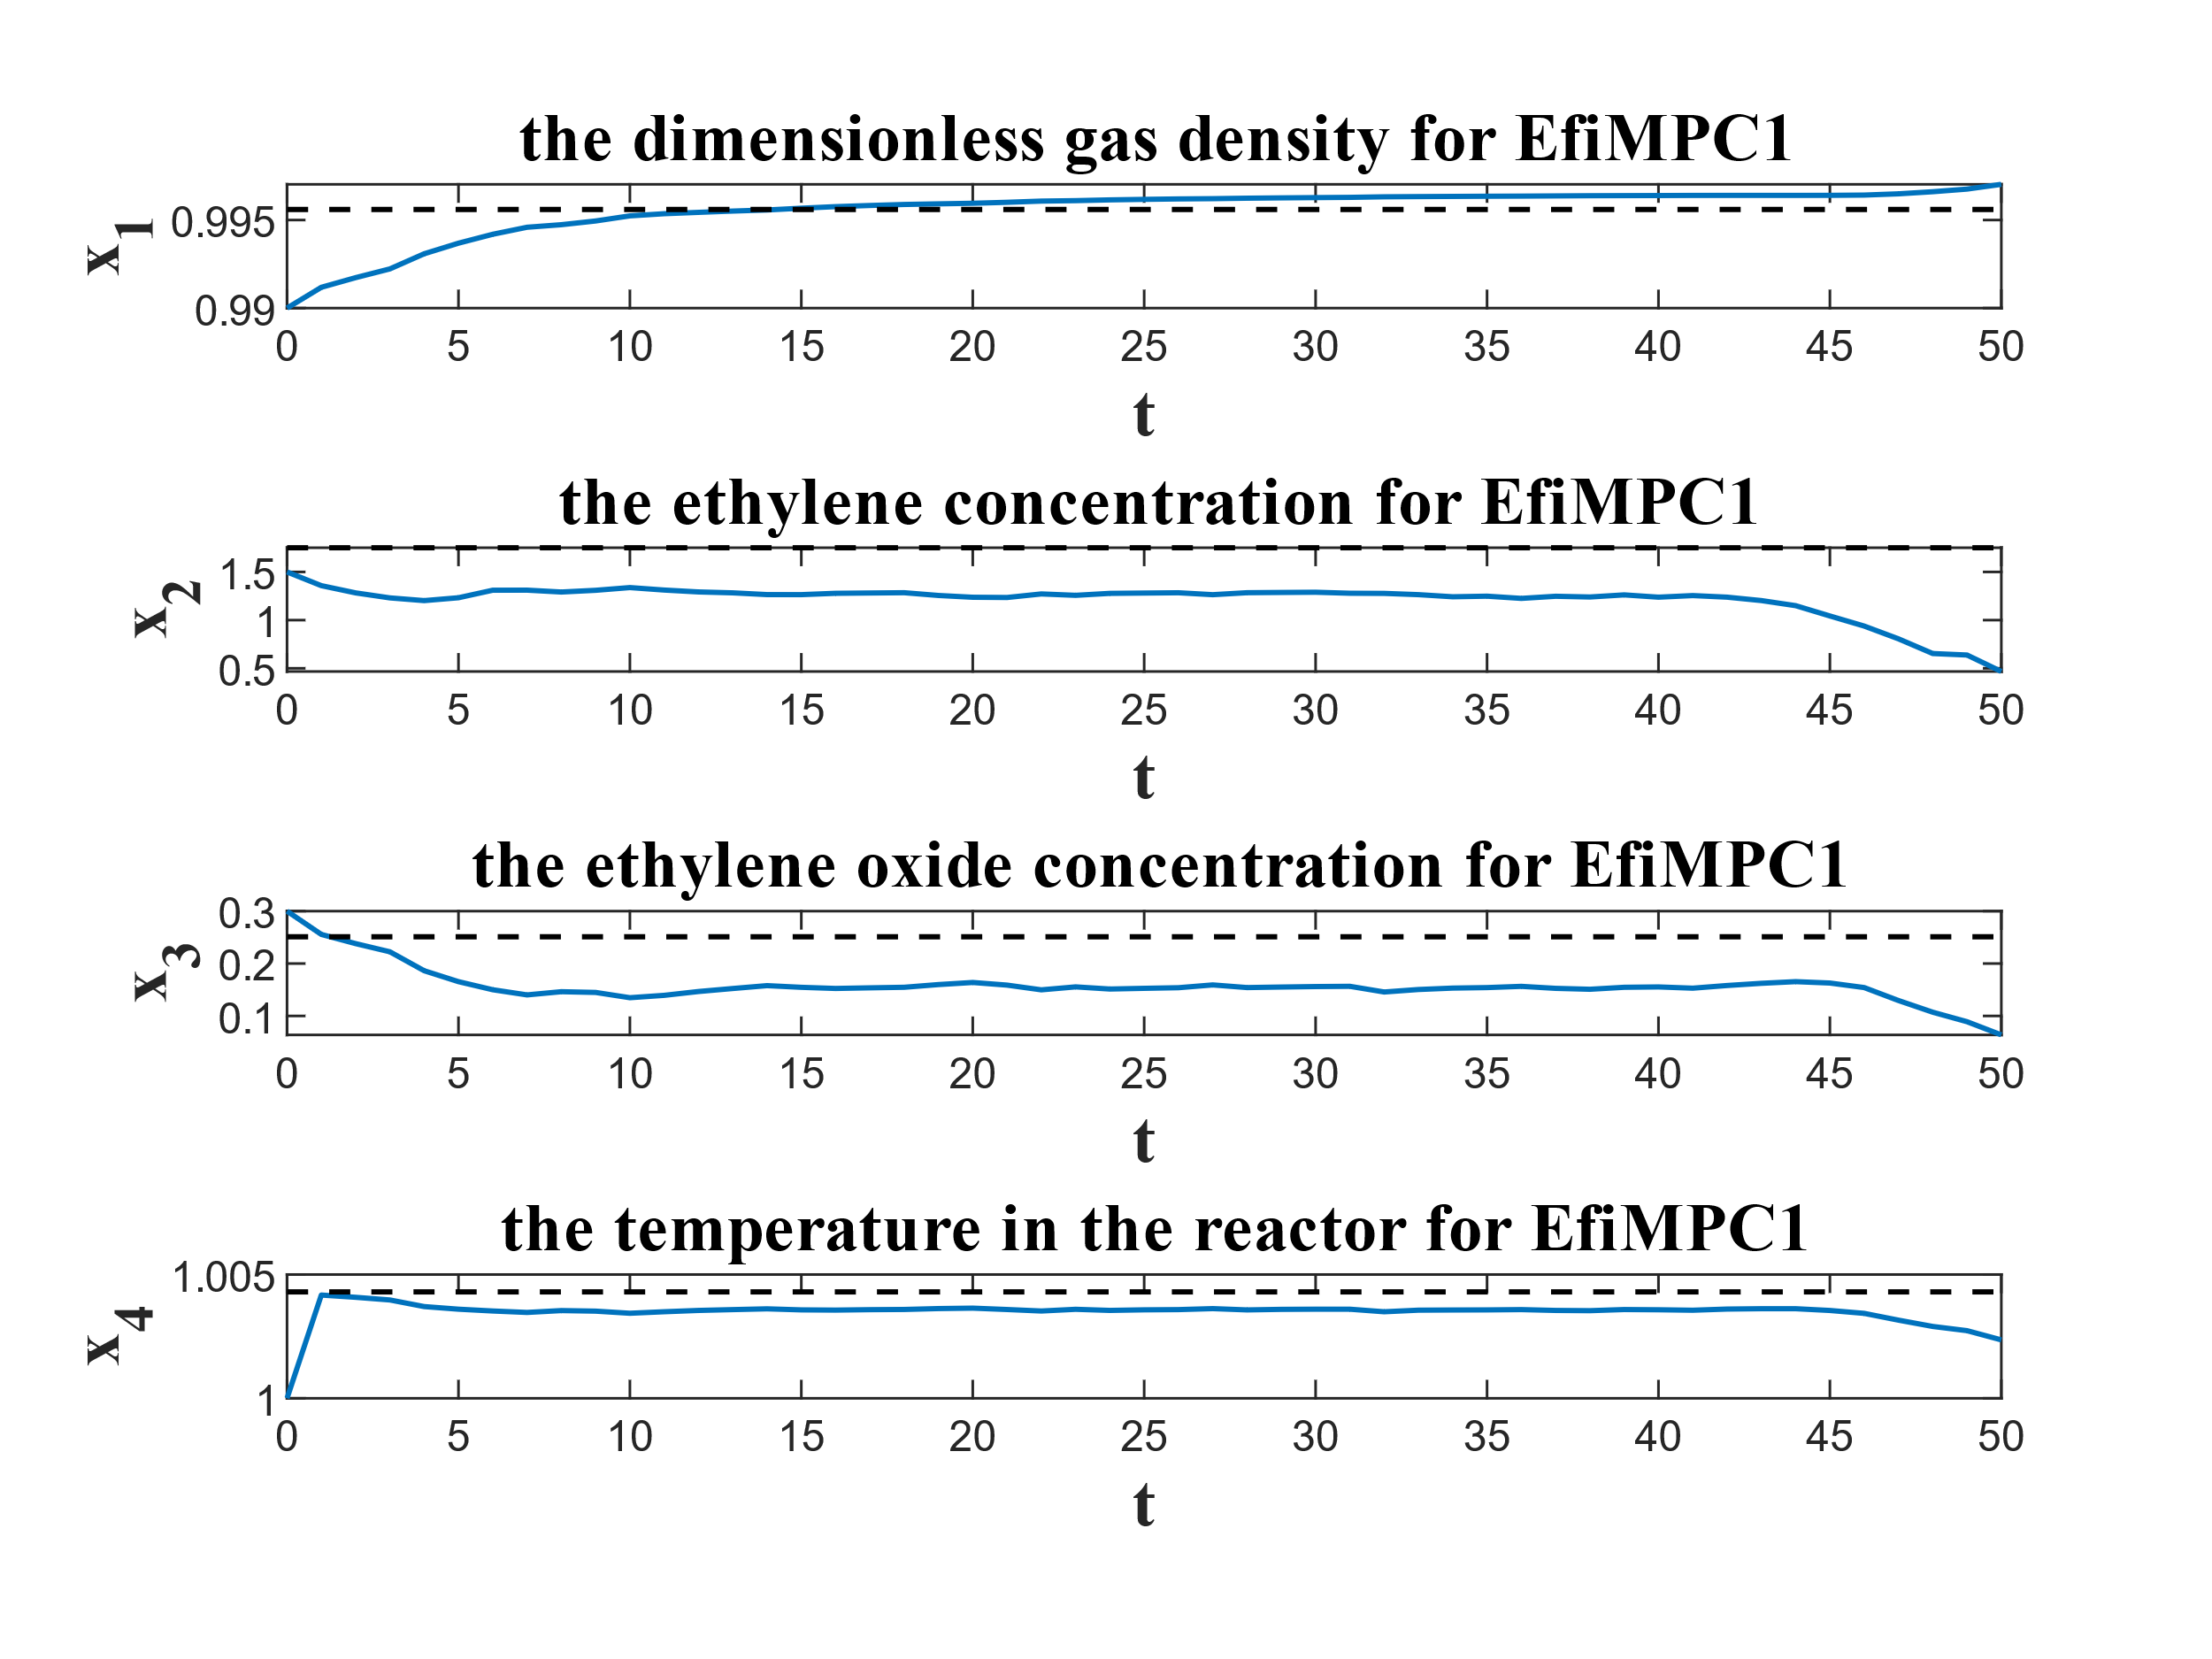 the dimensionless gas density for EfiMPC1
x1
0.995
0.99
0 5 10 15 20 25 30 35 40 45 50
t
the ethylene concentration for EfiMPC1
x2
1.5
1
0.5
0 5 10 15 20 25 30 35 40 45 50
t
the ethylene oxide concentration for EfiMPC1
x3
0.3
0.2
0.1
0 5 10 15 20 25 30 35 40 45 50
t
the temperature in the reactor for EfiMPC1
x4
1.005
1
0 5 10 15 20 25 30 35 40 45 50
t